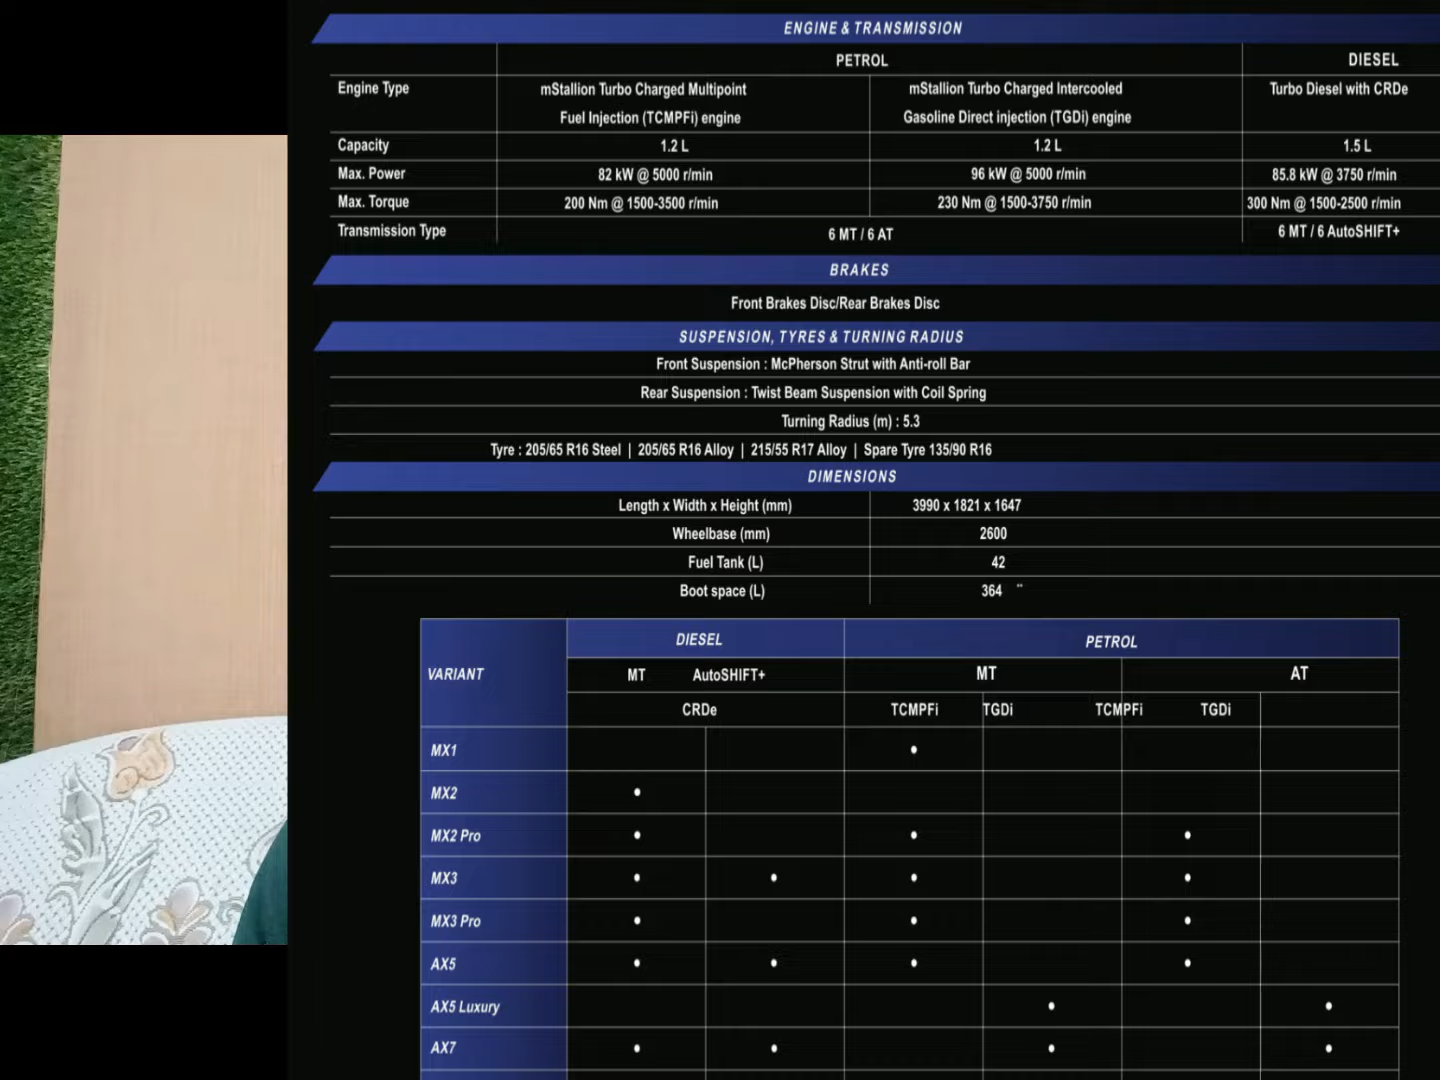 ENGINE & TRANSMISSION
PETROL DIESEL
Engine Type mStallion Turbo Charged Multipoint mStallion Turbo Charged Intercooled Turbo Diesel with CRDe
Fuel Injection (TCMPFi) engine Gasoline Direct injection (TGDi) engine
Capacity 1.2 L 1.2 L 1.5 L
Max. Power 82 kW @ 5000 r/min 96 kW @ 5000 r/min 85.8 kW @ 3750 r/min
Max. Torque 200 Nm @ 1500-3500 r/min 230 Nm @ 1500-3750 r/min 300 Nm @ 1500-2500 r/min
Transmission Type 6 MT / 6 AT 6 MT / 6 AutoSHIFT+
BRAKES
Front Brakes Disc/Rear Brakes Disc
SUSPENSION, TYRES & TURNING RADIUS
Front Suspension : McPherson Strut with Anti-roll Bar
Rear Suspension : Twist Beam Suspension with Coil Spring
Turning Radius (m) : 5.3
Tyre : 205/65 R16 Steel | 205/65 R16 Alloy | 215/55 R17 Alloy | Spare Tyre 135/90 R16
DIMENSIONS
Length x Width x Height (mm) 3990 x 1821 x 1647
Wheelbase (mm) 2600
Fuel Tank (L) 42
Boot space (L) 364
VARIANT DIESEL PETROL
MT AutoSHIFT+ MT AT
CRDe TCMPFi TGDi TCMPFi TGDi
MX1 •
MX2 •
MX2 Pro • • •
MX3 • • • •
MX3 Pro • • •
AX5 • • • •
AX5 Luxury • •
AX7 • • • •